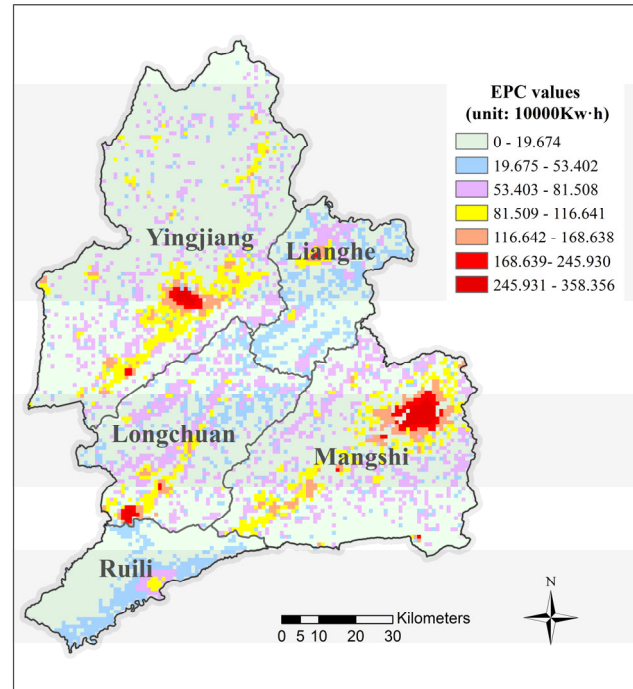 EPC values
(unit: 10000Kw·h)
0 - 19.674
19.675 - 53.402
53.403 - 81.508
81.509 - 116.641
116.642 - 168.638
168.639- 245.930
245.931 - 358.356
Yingjiang
Lianghe
Longchuan
Mangshi
Ruili
N
Kilometers
0 5 10 20 30